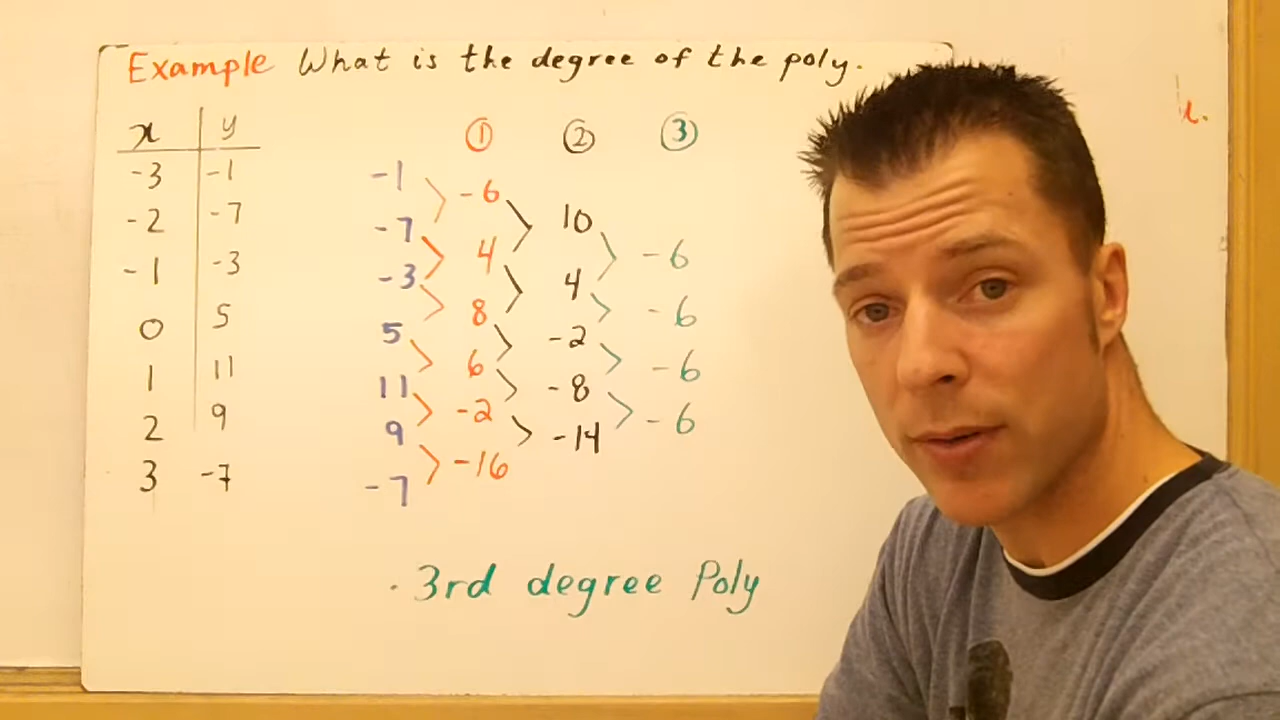 Example What is the degree of the poly.
x y ① ② ③
-3 -1 -1 -6
-2 -7 -7 10
-1 -3 -3 4 4 -6
0 5 5 8 -2 -6
1 11 11 6 -8 -6
2 9 9 -2 -14 -6
3 -7 -7 -16
· 3rd degree Poly